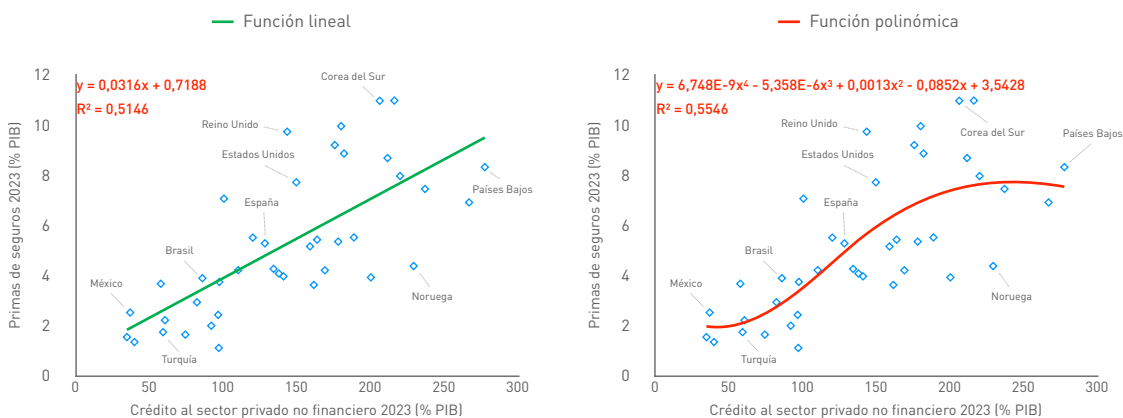 Función lineal
y = 0,0316x + 0,7188
R² = 0,5146
Primas de seguros 2023 (% PIB)
12
10
8
6
4
2
0
Corea del Sur
Reino Unido
Estados Unidos
Países Bajos
España
Brasil
México
Noruega
Turquía
0 50 100 150 200 250 300
Crédito al sector privado no financiero 2023 (% PIB)
Función polinómica
y = 6,748E-9x⁴ - 5,358E-6x³ + 0,0013x² - 0,0852x + 3,5428
R² = 0,5546
Primas de seguros 2023 (% PIB)
12
10
8
6
4
2
0
Reino Unido
Corea del Sur
Países Bajos
Estados Unidos
España
Brasil
México
Noruega
Turquía
0 50 100 150 200 250 300
Crédito al sector privado no financiero 2023 (% PIB)